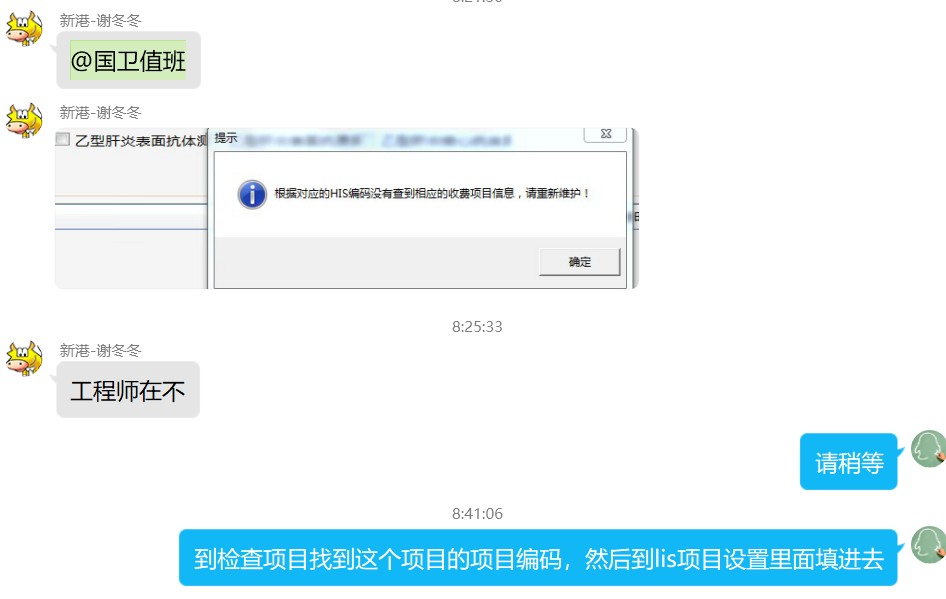 新港-谢冬冬
@国卫值班
新港-谢冬冬
乙型肝炎表面抗体测
提示
根据对应的HIS编码没有查到相应的收费项目信息，请重新维护！
确定
8:25:33
新港-谢冬冬
工程师在不
请稍等
8:41:06
到检查项目找到这个项目的项目编码，然后到lis项目设置里面填进去